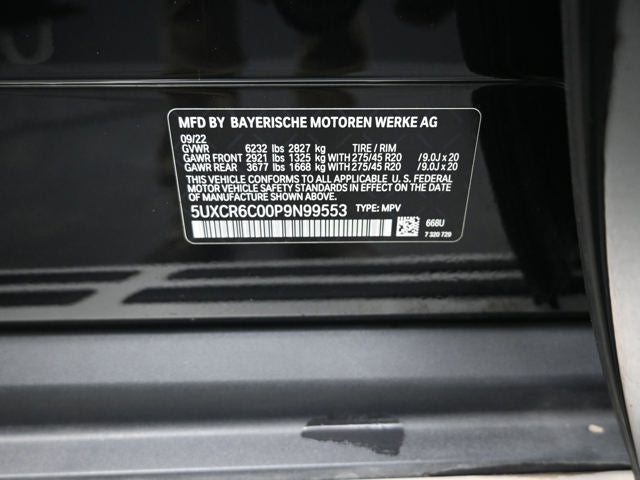 MFD BY BAYERISCHE MOTOREN WERKE AG
09/22
GVWR 6232 lbs 2827 kg TIRE / RIM
GAWR FRONT 2921 lbs 1325 kg WITH 275/45 R20 /9.0J x 20
GAWR REAR 3677 lbs 1668 kg WITH 275/45 R20 /9.0J x 20
THIS VEHICLE CONFORMS TO ALL APPLICABLE U. S. FEDERAL
MOTOR VEHICLE SAFETY STANDARDS IN EFFECT ON THE DATE
OF MANUFACTURE SHOWN ABOVE.
5UXCR6C00P9N99553 TYPE: MPV
668U
7 320 729